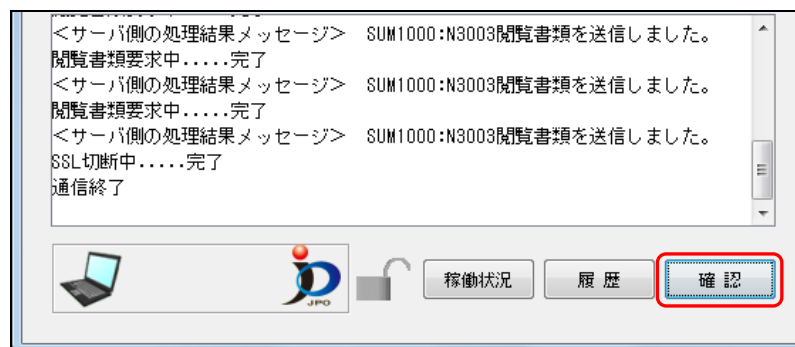 <サーバ側の処理結果メッセージ>　SUM1000:N3003閲覧書類を送信しました。
閲覧書類要求中.....完了
<サーバ側の処理結果メッセージ>　SUM1000:N3003閲覧書類を送信しました。
閲覧書類要求中.....完了
<サーバ側の処理結果メッセージ>　SUM1000:N3003閲覧書類を送信しました。
SSL切断中.....完了
通信終了
JPO
稼働状況
履 歴
確 認